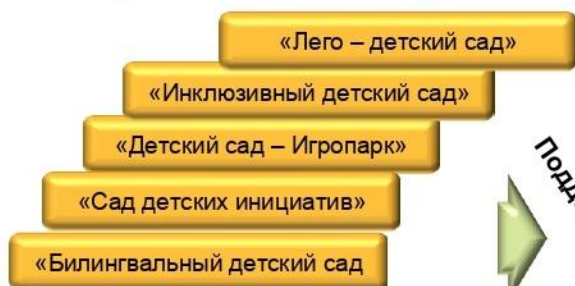 «Лего – детский сад»
«Инклюзивный детский сад»
«Детский сад – Игропарк»
«Сад детских инициатив»
«Билингвальный детский сад